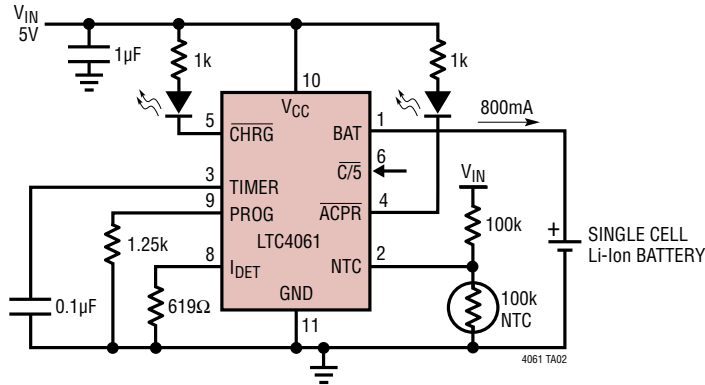 VIN
5V
1µF
1k
1k
10
VCC
800mA
5
CHRG
BAT
1
C/5
6
3
TIMER
ACPR
4
VIN
9
PROG
100k
1.25k
LTC4061
8
IDET
NTC
2
SINGLE CELL
Li-Ion BATTERY
+
0.1µF
619Ω
GND
11
100k
NTC
4061 TA02